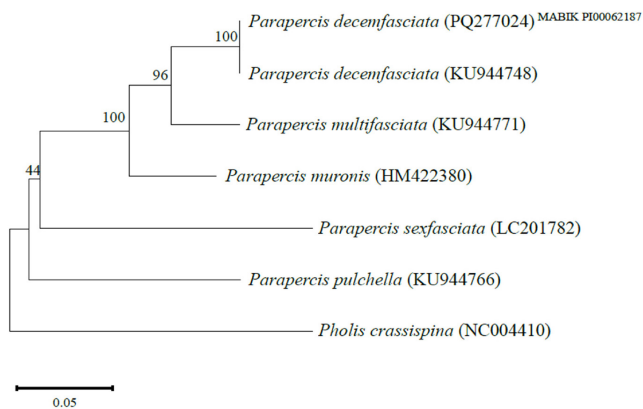 Parapercis decemfasciata (PQ277024) MABIK PI00062187
100
Parapercis decemfasciata (KU944748)
96
100
Parapercis multifasciata (KU944771)
44
Parapercis muronis (HM422380)
Parapercis sexfasciata (LC201782)
Parapercis pulchella (KU944766)
Pholis crassispina (NC004410)
0.05